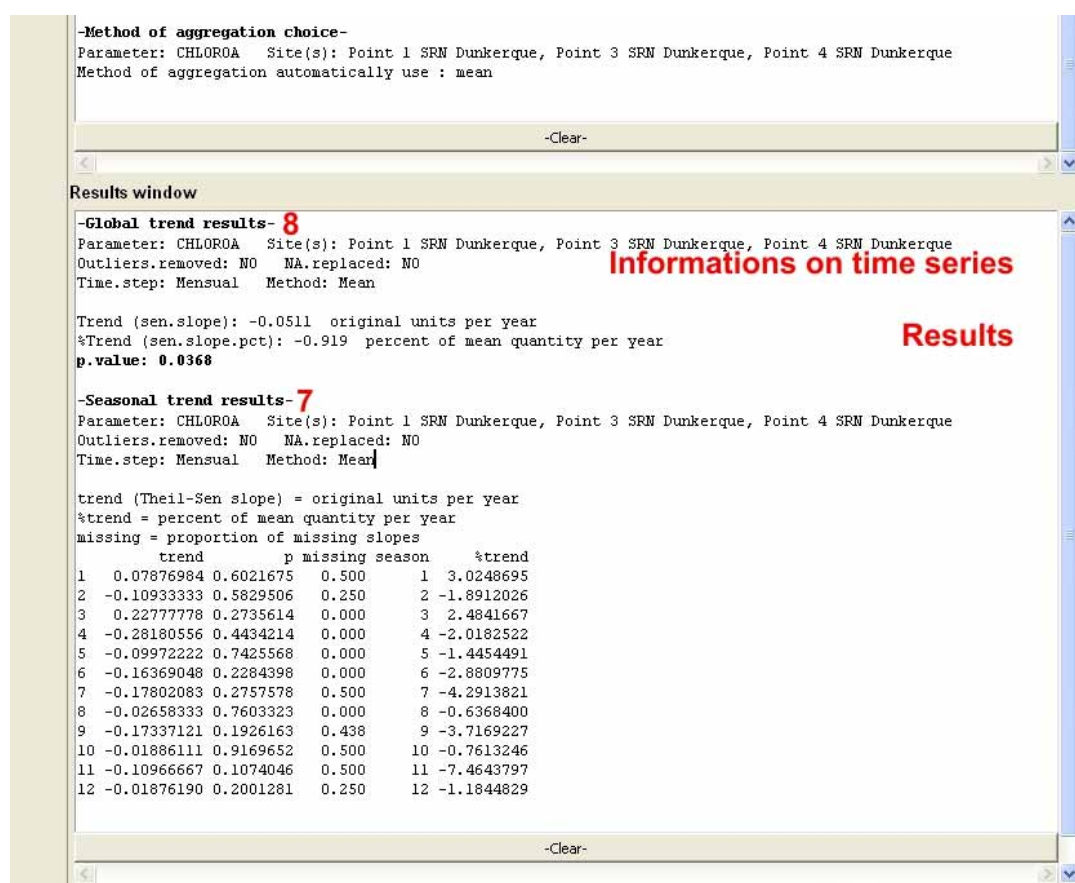 -Method of aggregation choice-
Parameter: CHLOROA Site(s): Point 1 SRN Dunkerque, Point 3 SRN Dunkerque, Point 4 SRN Dunkerque
Method of aggregation automatically use : mean
-Clear-
Results window
-Global trend results- 8
Parameter: CHLOROA Site(s): Point 1 SRN Dunkerque, Point 3 SRN Dunkerque, Point 4 SRN Dunkerque
Outliers.removed: NO NA.replaced: NO
Informations on time series
Time.step: Mensual Method: Mean
Trend (sen.slope): -0.0511 original units per year
%Trend (sen.slope.pct): -0.919 percent of mean quantity per year
Results
p.value: 0.0368
-Seasonal trend results- 7
Parameter: CHLOROA Site(s): Point 1 SRN Dunkerque, Point 3 SRN Dunkerque, Point 4 SRN Dunkerque
Outliers.removed: NO NA.replaced: NO
Time.step: Mensual Method: Mean
trend (Theil-Sen slope) = original units per year
%trend = percent of mean quantity per year
missing = proportion of missing slopes
trend p missing season %trend
1 0.07876984 0.6021675 0.500 1 3.0248695
2 -0.10933333 0.5829506 0.250 2 -1.8912026
3 0.22777778 0.2735614 0.000 3 2.4841667
4 -0.28180556 0.4434214 0.000 4 -2.0182522
5 -0.09972222 0.7425568 0.000 5 -1.4454491
6 -0.16369048 0.2284398 0.000 6 -2.8809775
7 -0.17802083 0.2757578 0.500 7 -4.2913821
8 -0.02658333 0.7603323 0.000 8 -0.6368400
9 -0.17337121 0.1926163 0.438 9 -3.7169227
10 -0.01886111 0.9169652 0.500 10 -0.7613246
11 -0.10966667 0.1074046 0.500 11 -7.4643797
12 -0.01876190 0.2001281 0.250 12 -1.1844829
-Clear-